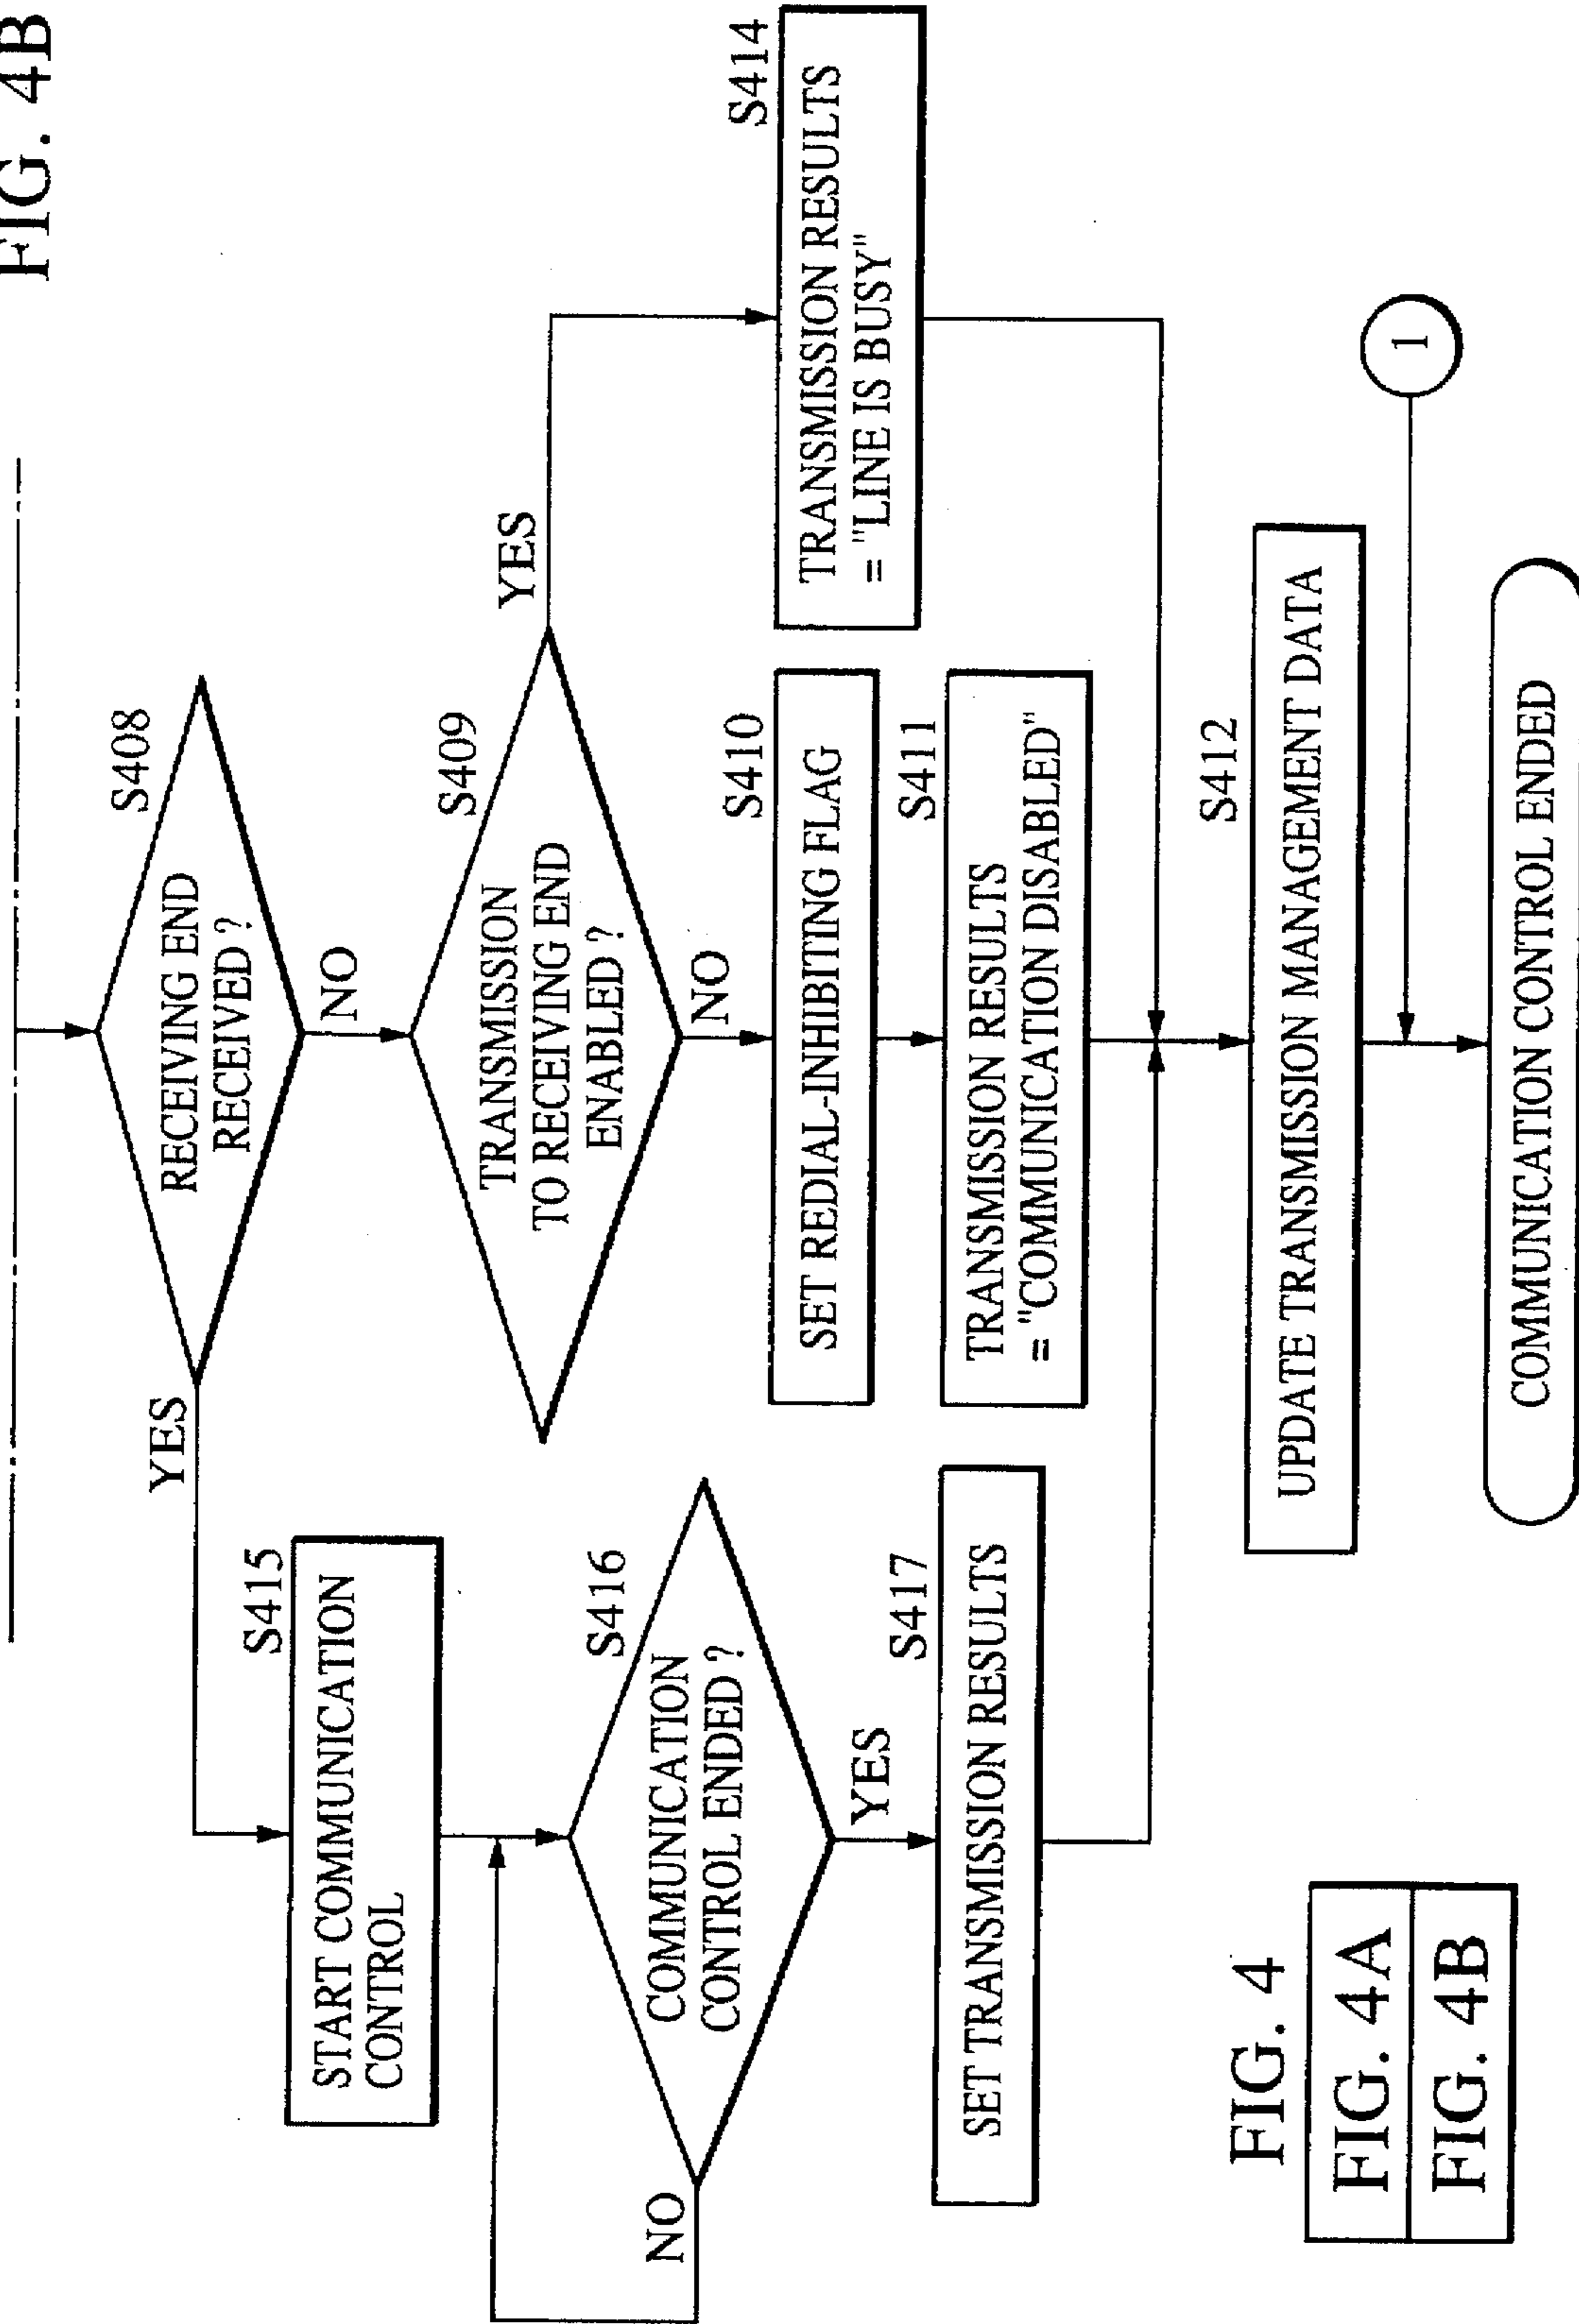 FIG. 4B
S408
RECEIVING END
RECEIVED ?
YES
NO
S415
START COMMUNICATION
CONTROL
S409
TRANSMISSION
TO RECEIVING END
ENABLED ?
YES
NO
S416
COMMUNICATION
CONTROL ENDED ?
NO
YES
S410
SET REDIAL-INHIBITING FLAG
S414
TRANSMISSION RESULTS
= "LINE IS BUSY"
S417
SET TRANSMISSION RESULTS
S411
TRANSMISSION RESULTS
= "COMMUNICATION DISABLED"
S412
UPDATE TRANSMISSION MANAGEMENT DATA
1
COMMUNICATION CONTROL ENDED
FIG. 4
FIG. 4A
FIG. 4B